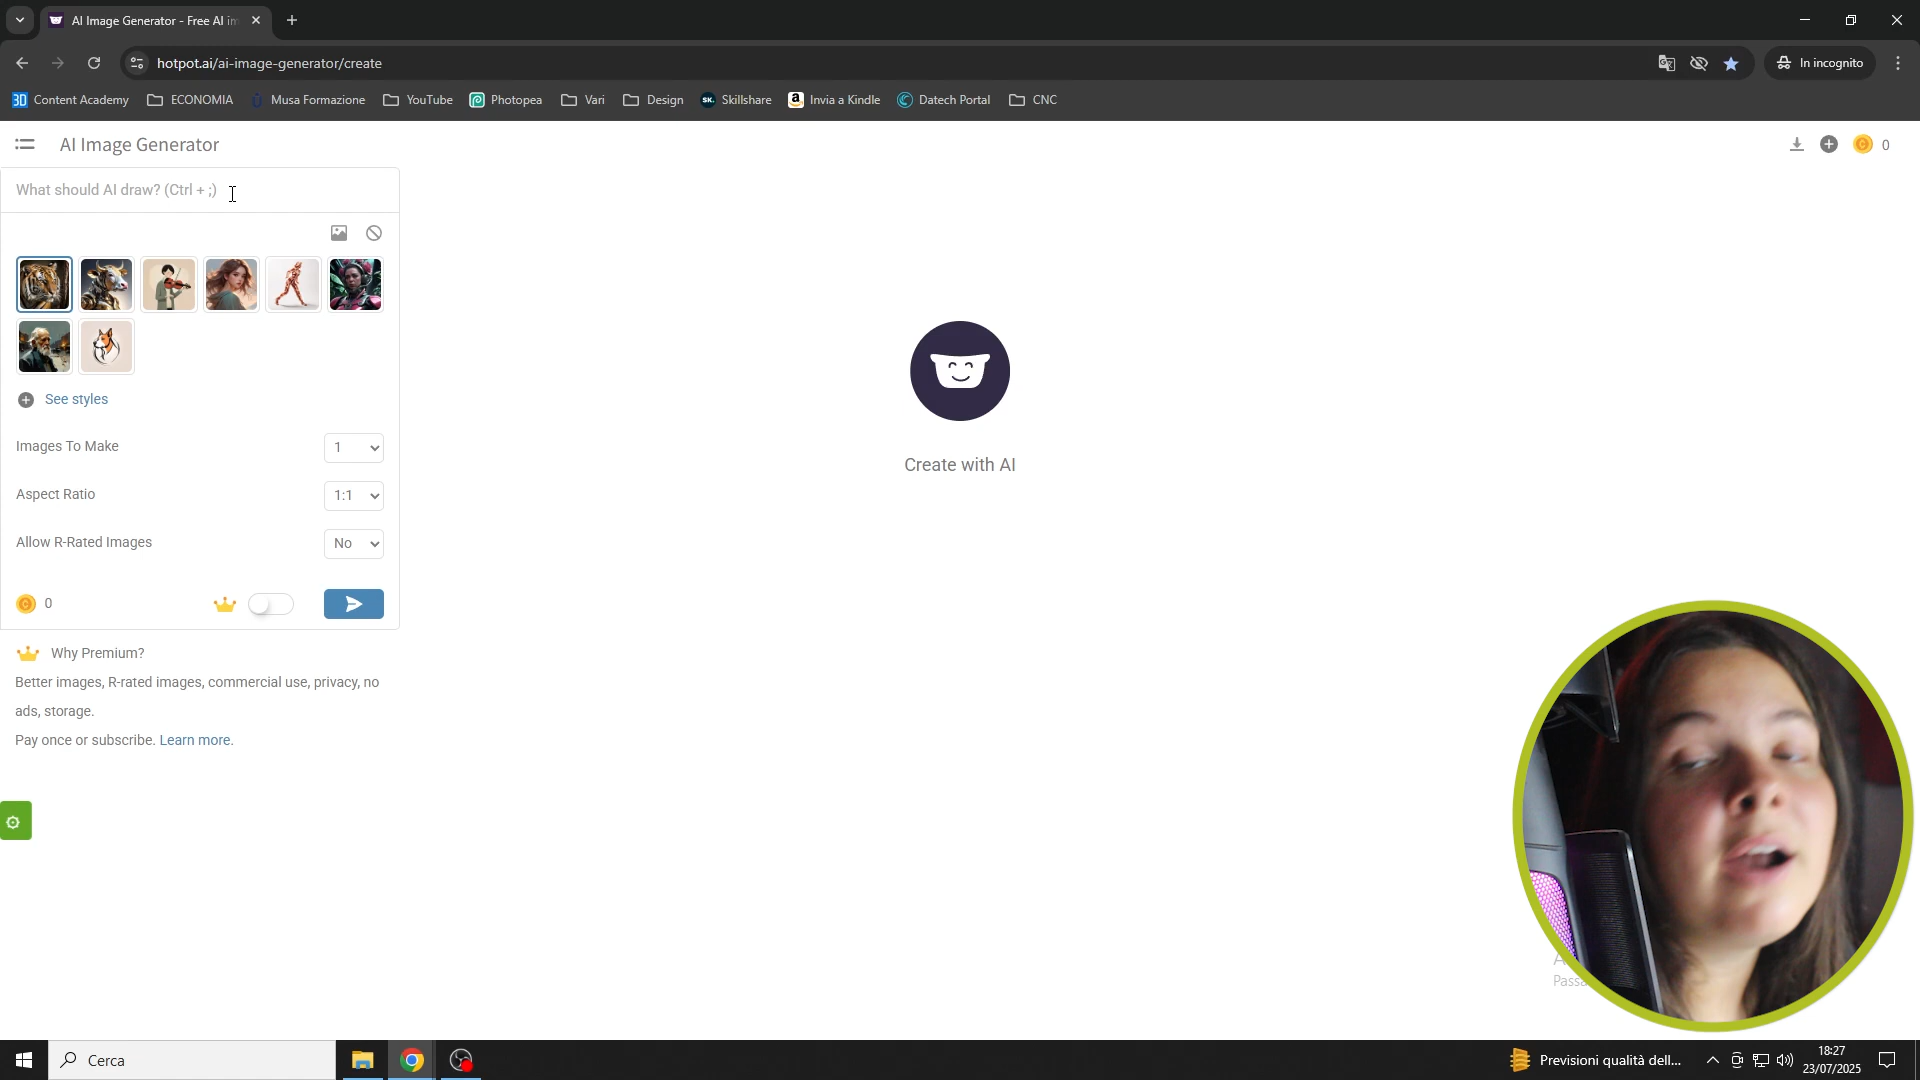 AI Image Generator - Free AI im
hotpot.ai/ai-image-generator/create
In incognito
Content Academy
ECONOMIA
Musa Formazione
YouTube
Photopea
Vari
Design
Skillshare
Invia a Kindle
Datech Portal
CNC
AI Image Generator
0
What should AI draw? (Ctrl + ;)
See styles
Images To Make
1
Aspect Ratio
1:1
Allow R-Rated Images
No
0
Why Premium?
Better images, R-rated images, commercial use, privacy, no
ads, storage.
Pay once or subscribe. Learn more.
Create with AI
Passa
Cerca
Previsioni qualità dell...
18:27
23/07/2025